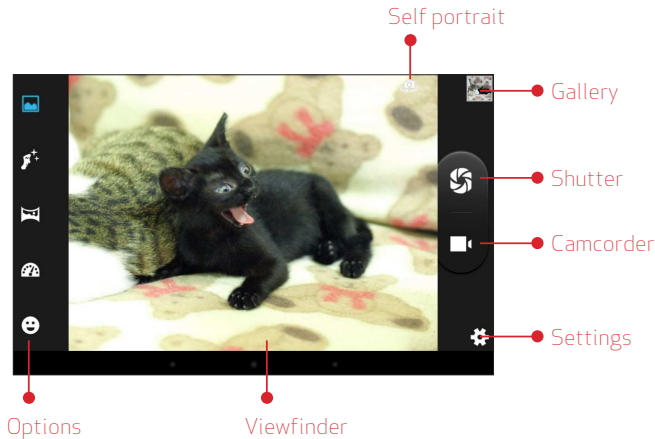 Self portrait
Gallery
Shutter
Camcorder
Settings
Options
Viewfinder